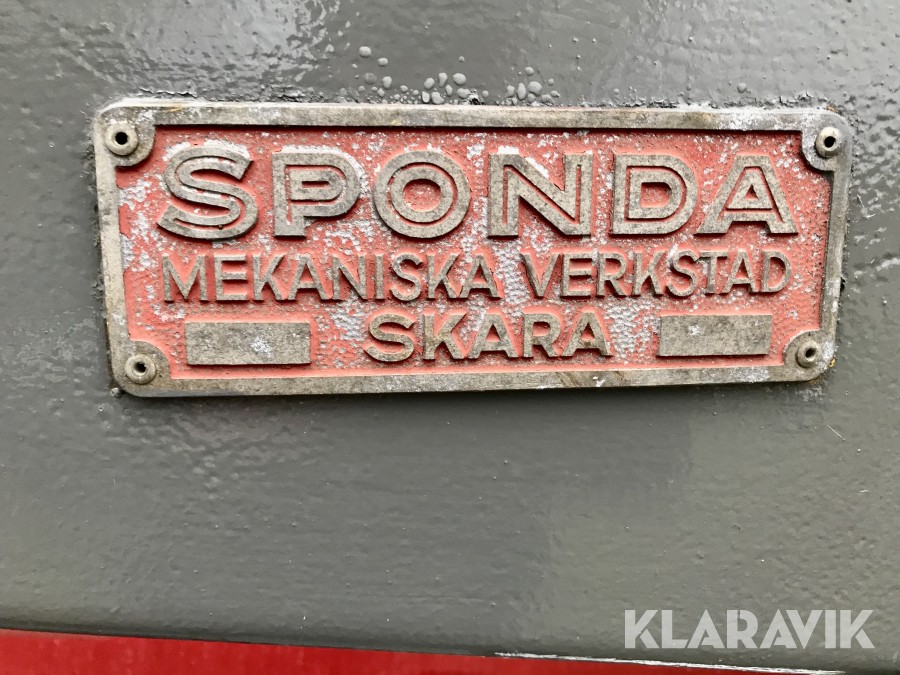 SPONDA
MEKANISKA VERKSTAD
SKARA
KLARAVIK